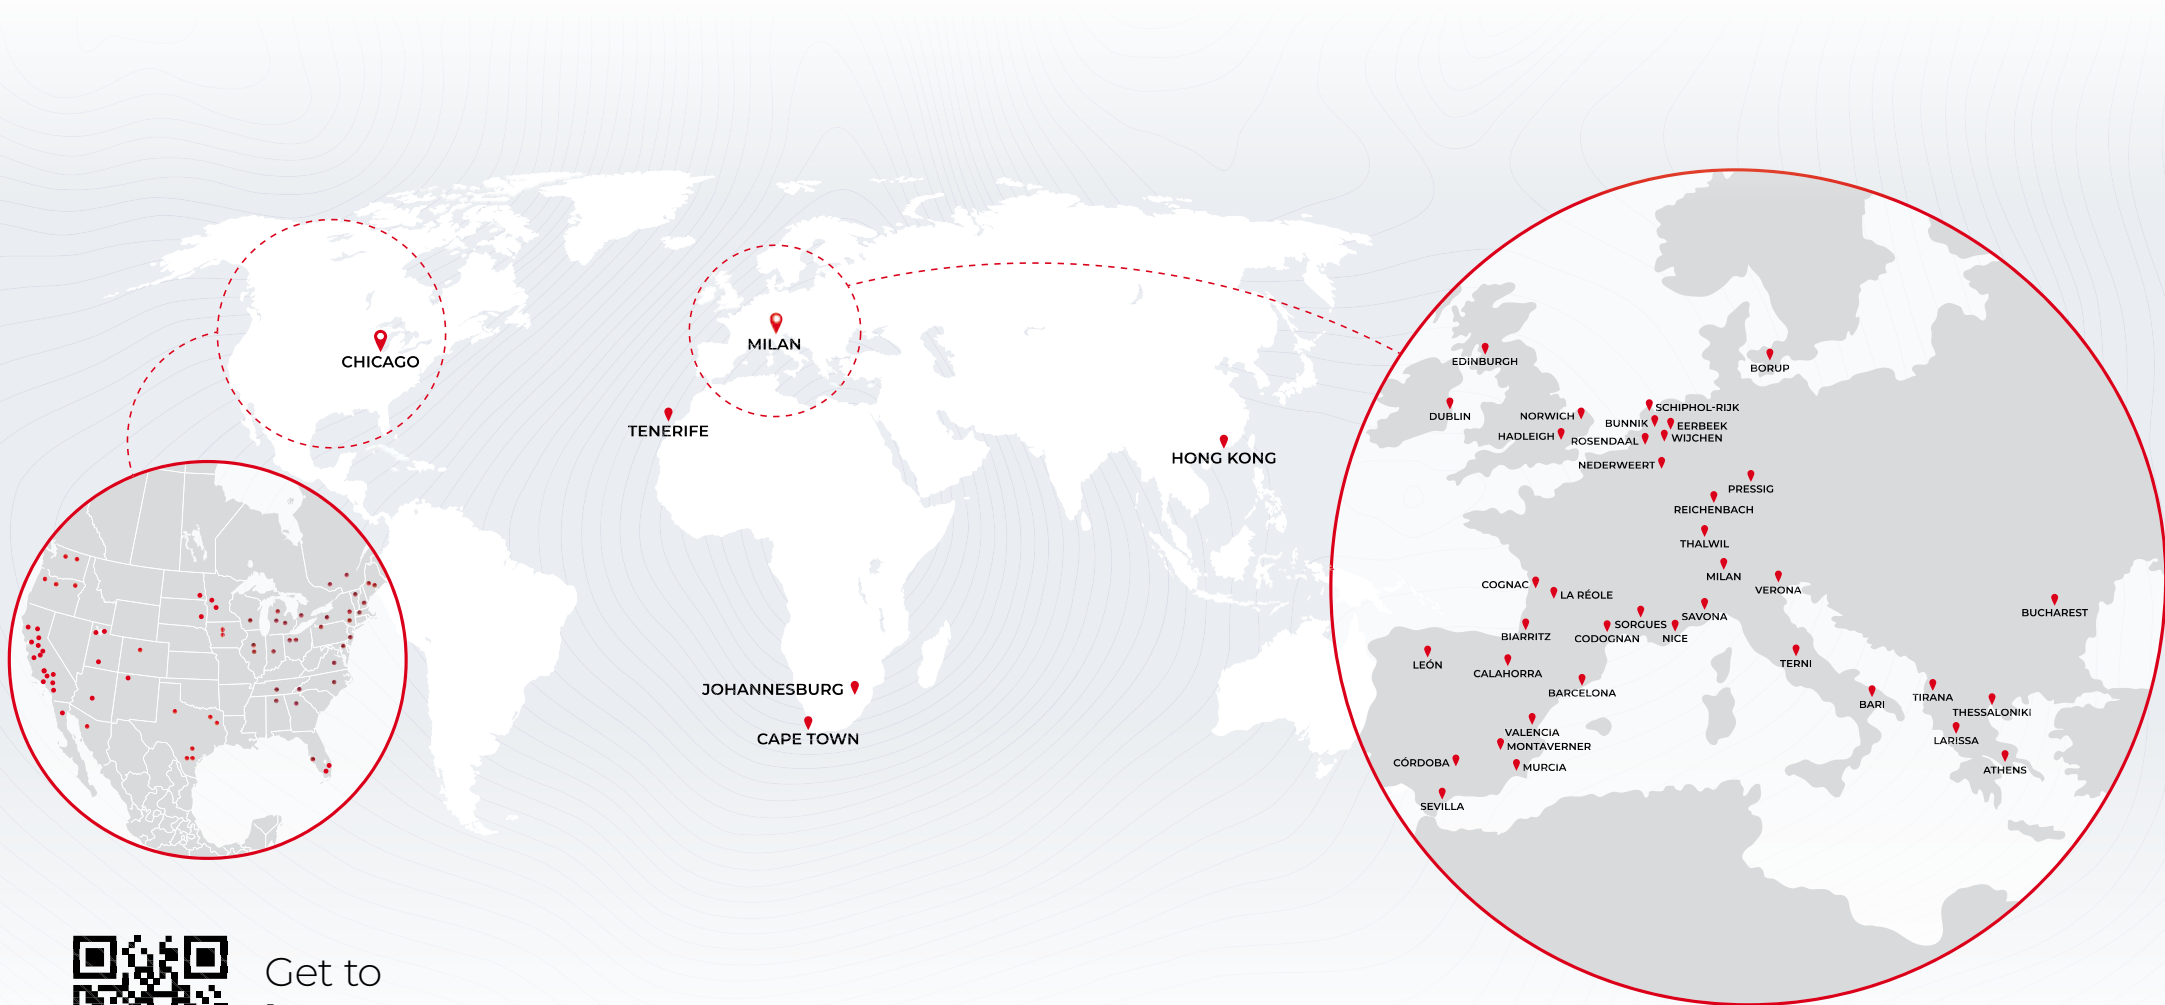 CHICAGO
MILAN
TENERIFE
HONG KONG
JOHANNESBURG
CAPE TOWN
EDINBURGH
BORUP
DUBLIN
NORWICH
SCHIPHOL-RIJK
BUNNIK
EERBEEK
HADLEIGH
ROSENDAAL
WIJCHEN
NEDERWEERT
PRESSIG
REICHENBACH
THALWIL
MILAN
COGNAC
VERONA
LA RÉOLE
BUCHAREST
SAVONA
SORGUES
BIARRITZ
CODOGNAN
NICE
LEÓN
TERNI
CALAHORRA
BARCELONA
TIRANA
BARI
THESSALONIKI
VALENCIA
LARISSA
MONTAVERNER
CÓRDOBA
MURCIA
ATHENS
SEVILLA
Get to